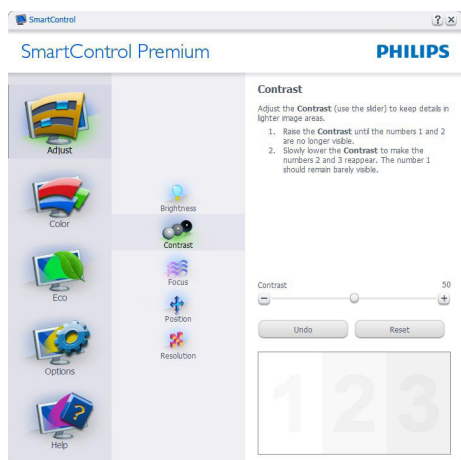 SmartControl
SmartControl Premium
PHILIPS
Adjust
Color
Eco
Options
Help
Brightness
Contrast
Focus
Position
Resolution
Contrast
Adjust the Contrast (use the slider) to keep details in
lighter image areas.
1. Raise the Contrast until the numbers 1 and 2
are no longer visible.
2. Slowly lower the Contrast to make the
numbers 2 and 3 reappear. The number 1
should remain barely visible.
Contrast 50
Undo Reset
1 2 3